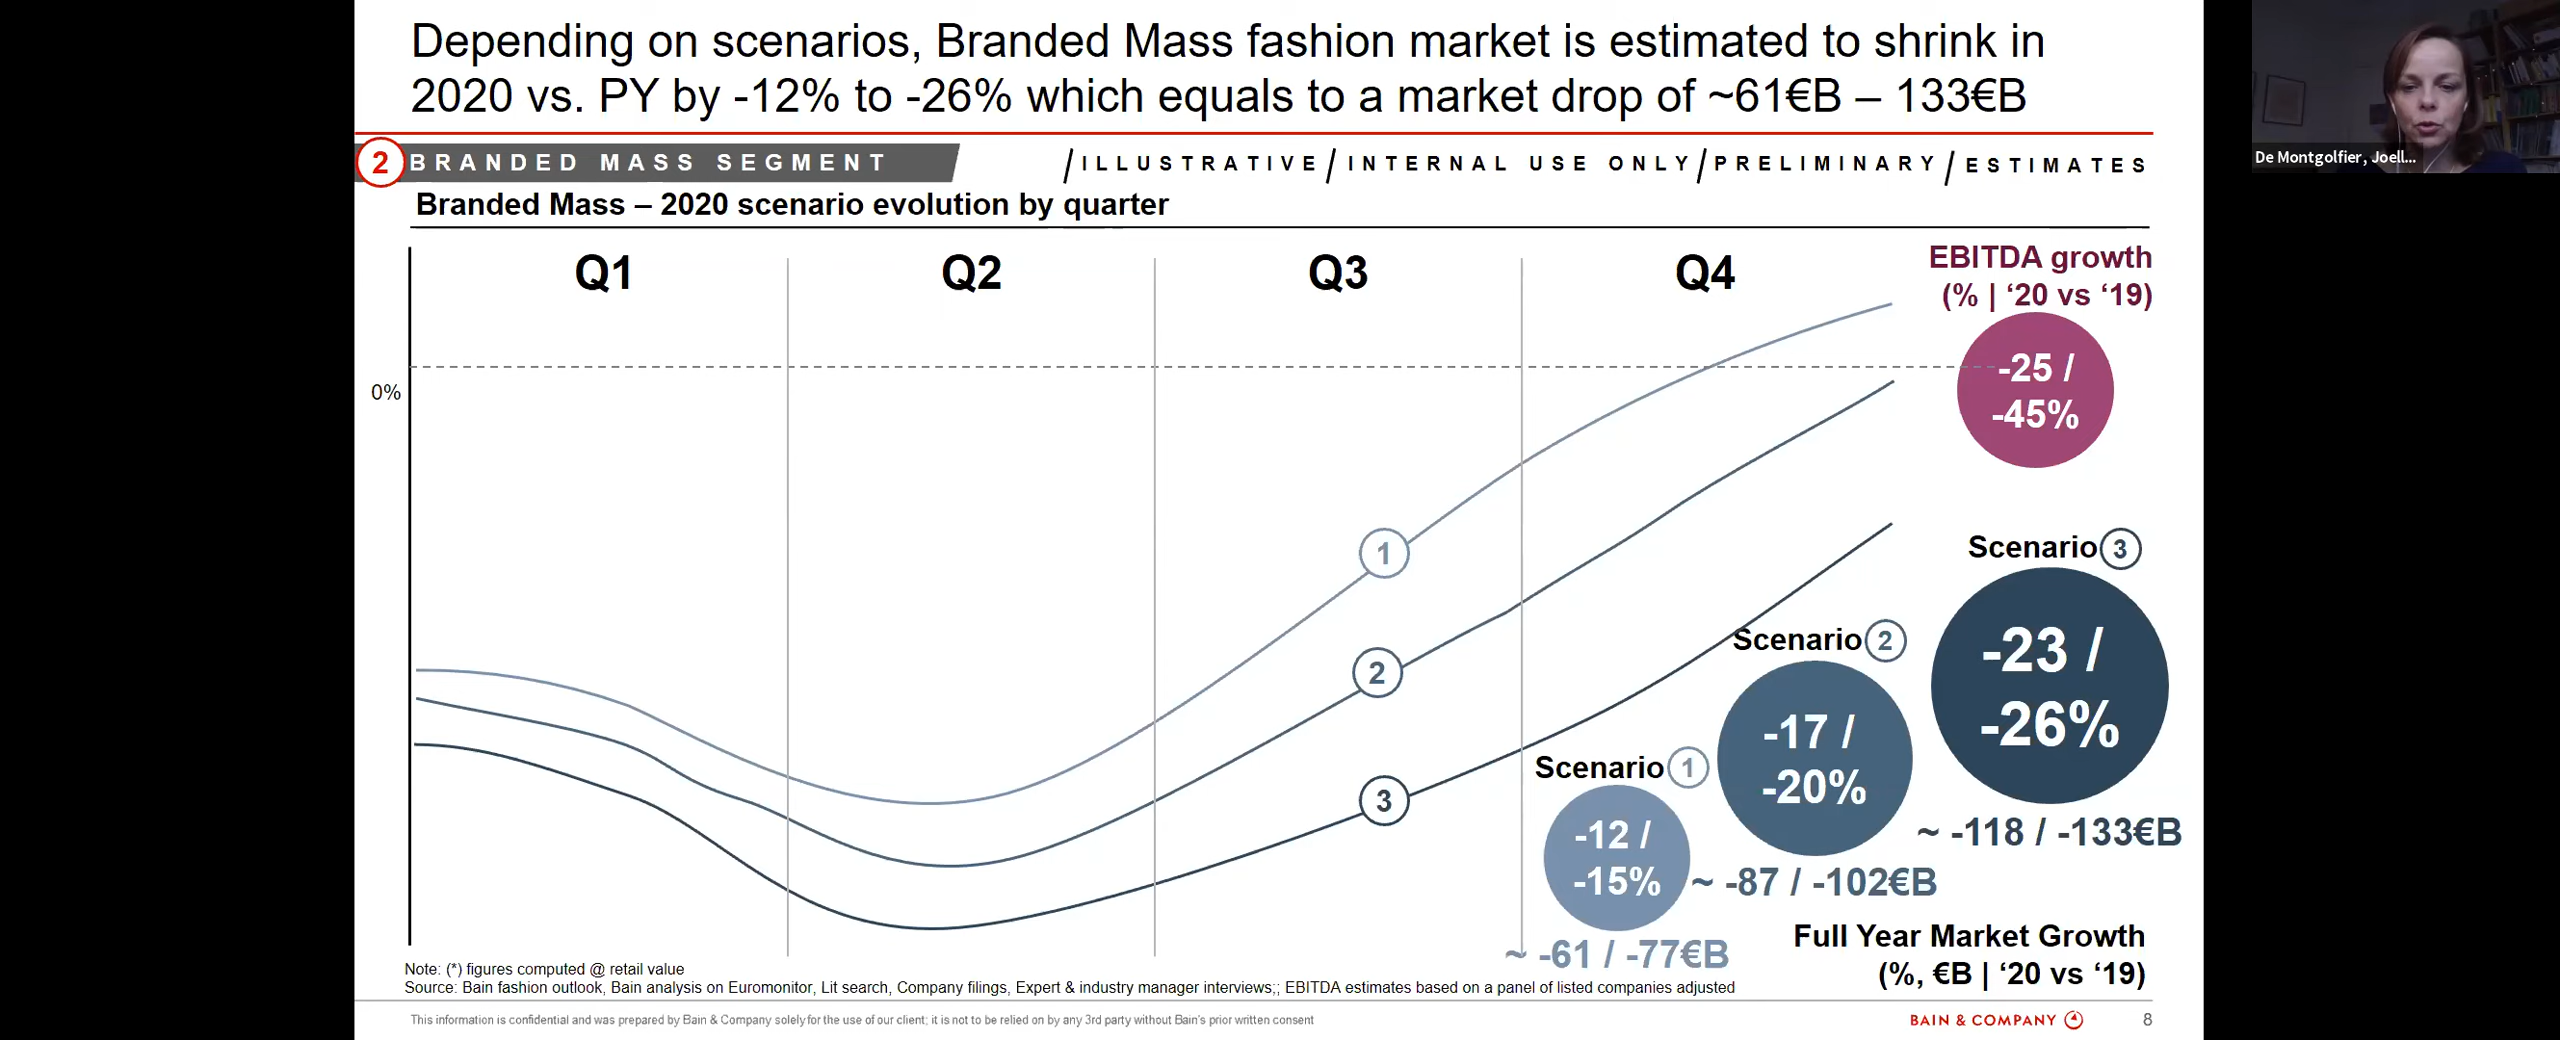 Depending on scenarios, Branded Mass fashion market is estimated to shrink in
2020 vs. PY by -12% to -26% which equals to a market drop of ~61€B – 133€B
2 BRANDED MASS SEGMENT
/ILLUSTRATIVE/INTERNAL USE ONLY/PRELIMINARY/ESTIMATES
Branded Mass – 2020 scenario evolution by quarter
Q1
Q2
Q3
Q4
EBITDA growth
(% | ‘20 vs ‘19)
-25 /
-45%
0%
1
2
3
Scenario 3
-23 /
-26%
~ -118 / -133€B
Scenario 2
-17 /
-20%
~ -87 / -102€B
Scenario 1
-12 /
-15%
~ -61 / -77€B
Full Year Market Growth
(%, €B | ‘20 vs ‘19)
Note: (*) figures computed @ retail value
Source: Bain fashion outlook, Bain analysis on Euromonitor, Lit search, Company filings, Expert & industry manager interviews;; EBITDA estimates based on a panel of listed companies adjusted
This information is confidential and was prepared by Bain & Company solely for the use of our client; it is not to be relied on by any 3rd party without Bain's prior written consent
BAIN & COMPANY
8
De Montgolfier, Joell...